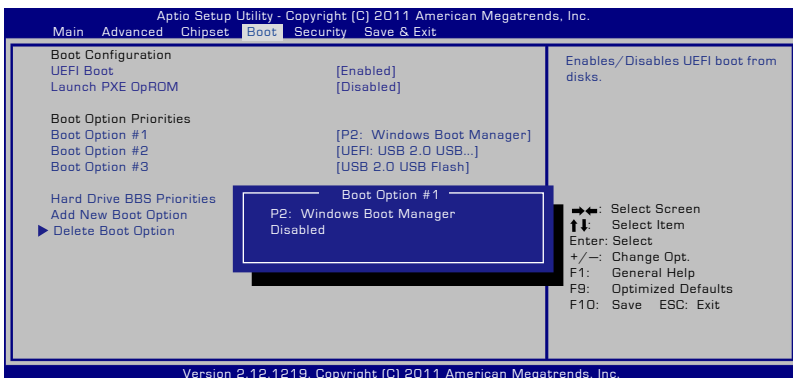 Aptio Setup Utility - Copyright (C) 2011 American Megatrends, Inc.
Main Advanced Chipset Boot Security Save & Exit
Boot Configuration
UEFI Boot [Enabled]
Launch PXE OpROM [Disabled]
Boot Option Priorities
Boot Option #1 [P2: Windows Boot Manager]
Boot Option #2 [UEFI: USB 2.0 USB...]
Boot Option #3 [USB 2.0 USB Flash]
Hard Drive BBS Priorities
Add New Boot Option
Delete Boot Option
Boot Option #1
P2: Windows Boot Manager
Disabled
Enables/Disables UEFI boot from
disks.
→←: Select Screen
↑↓: Select Item
Enter: Select
+/—: Change Opt.
F1: General Help
F9: Optimized Defaults
F10: Save ESC: Exit
Version 2.12.1219. Copyright (C) 2011 American Megatrends, Inc.